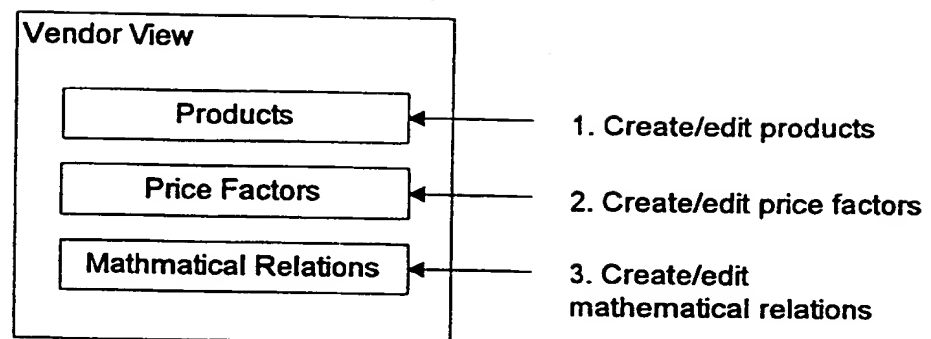 Vendor View
Products
1. Create/edit products
Price Factors
2. Create/edit price factors
Mathmatical Relations
3. Create/edit
mathematical relations